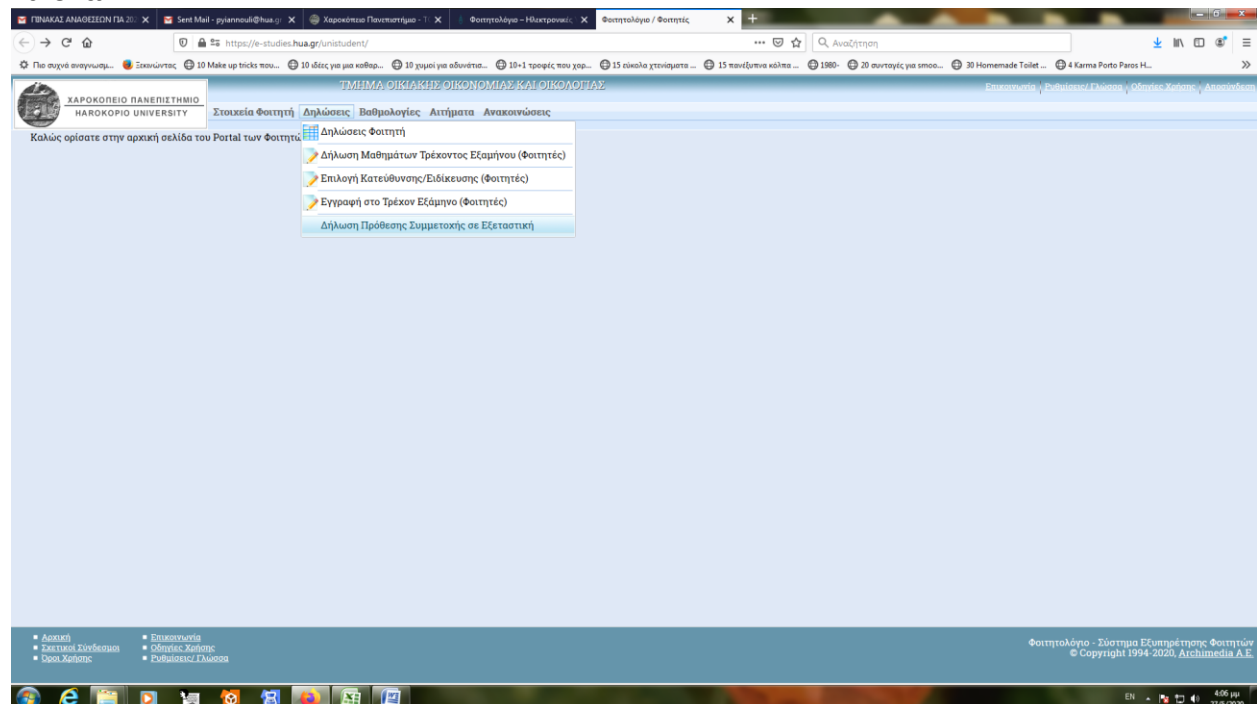 ΠΙΝΑΚΑΣ ΑΝΑΘΕΣΕΩΝ ΓΙΑ 202
Sent Mail - pyiannouli@hua.gr
Χαροκόπειο Πανεπιστήμιο - Τ
Φοιτητολόγιο – Ηλεκτρονικές
Φοιτητολόγιο / Φοιτητές
https://e-studies.hua.gr/unistudent/
Αναζήτηση
Πιο συχνά αναγνωσμ...
Ξεκινώντας
10 Make up tricks που...
10 ιδέες για μια καθαρ...
10 χυμοί για αδυνάτισ...
10+1 τροφές που χαρ...
15 εύκολα χτενίσματα ...
15 πανέξυπνα κόλπα ...
1980-
20 συνταγές για smoo...
30 Homemade Toilet ...
4 Karma Porto Paros H...
ΤΜΗΜΑ ΟΙΚΙΑΚΗΣ ΟΙΚΟΝΟΜΙΑΣ ΚΑΙ ΟΙΚΟΛΟΓΙΑΣ
Επικοινωνία | Ρυθμίσεις/ Γλώσσα | Οδηγίες Χρήσης | Αποσύνδεση
ΧΑΡΟΚΟΠΕΙΟ ΠΑΝΕΠΙΣΤΗΜΙΟ
HAROKOPIO UNIVERSITY
Στοιχεία Φοιτητή Δηλώσεις Βαθμολογίες Αιτήματα Ανακοινώσεις
Καλώς ορίσατε στην αρχική σελίδα του Portal των Φοιτητώ
Δηλώσεις Φοιτητή
Δήλωση Μαθημάτων Τρέχοντος Εξαμήνου (Φοιτητές)
Επιλογή Κατεύθυνσης/Ειδίκευσης (Φοιτητές)
Εγγραφή στο Τρέχον Εξάμηνο (Φοιτητές)
Δήλωση Πρόθεσης Συμμετοχής σε Εξεταστική
Αρχική
Σχετικοί Σύνδεσμοι
Όροι Χρήσης
Επικοινωνία
Οδηγίες Χρήσης
Ρυθμίσεις/ Γλώσσα
Φοιτητολόγιο - Σύστημα Εξυπηρέτησης Φοιτητών
© Copyright 1994-2020, Archimedia A.E.
EN
4:06 μμ